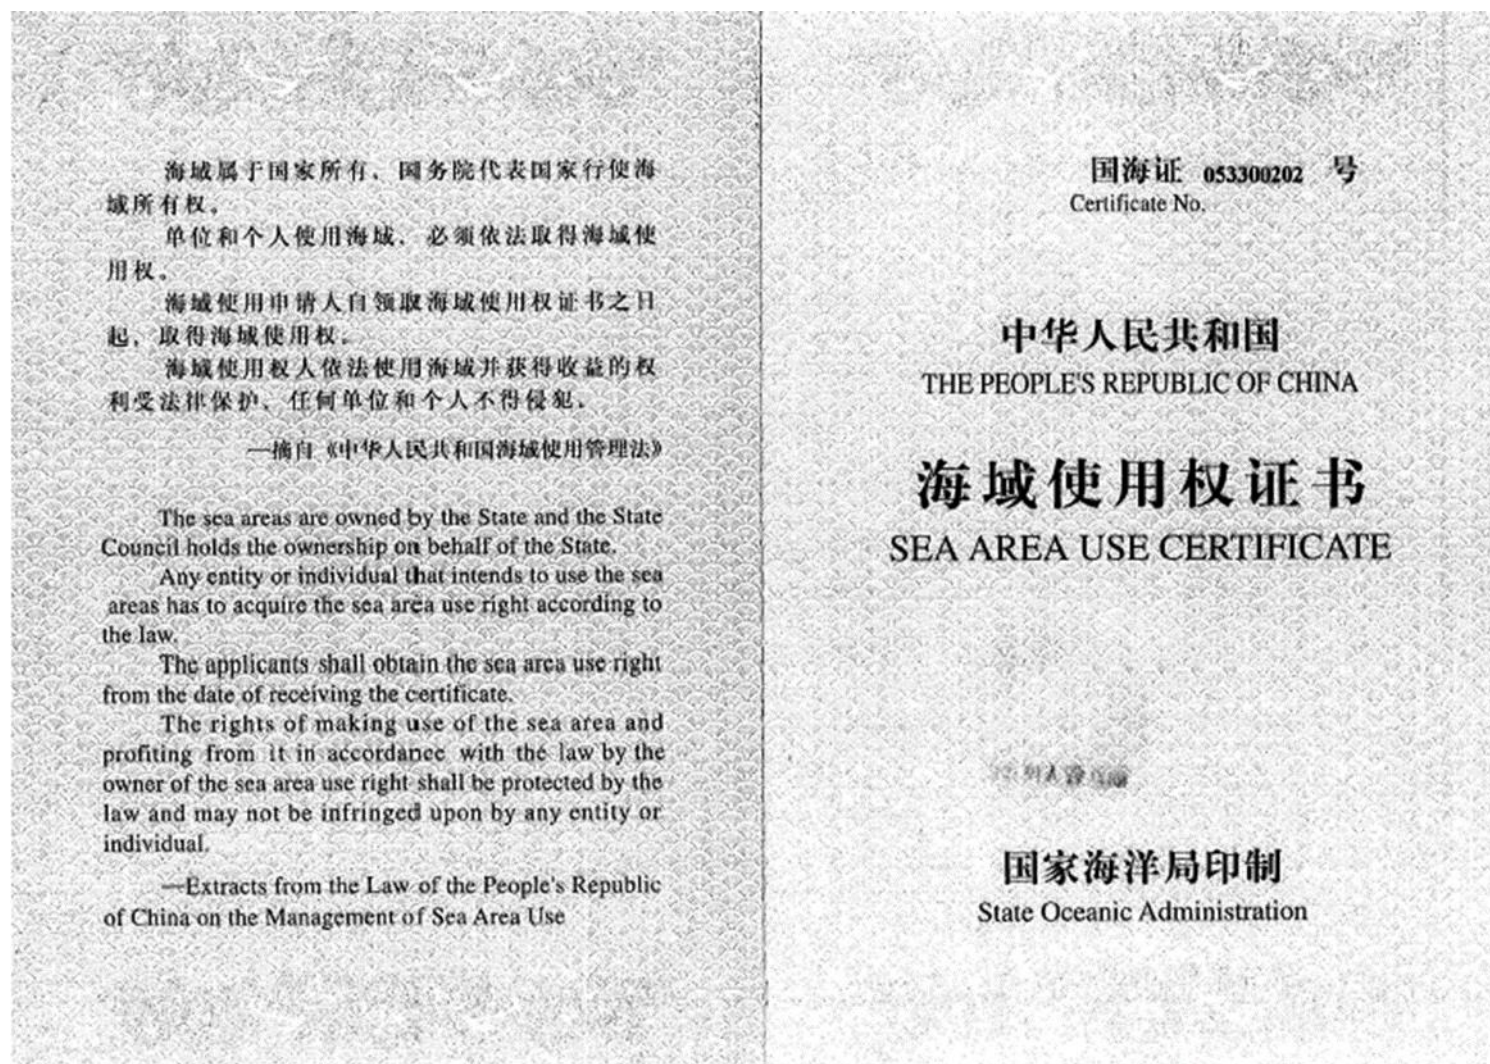 海域属于国家所有、国务院代表国家行使海
域所有权。
单位和个人使用海域、必须依法取得海域使
用权。
海域使用申请人自领取海域使用权证书之日
起、取得海域使用权。
海域使用权人依法使用海域并获得收益的权
利受法律保护、任何单位和个人不得侵犯。
—摘自《中华人民共和国海域使用管理法》
The sea areas are owned by the State and the State
Council holds the ownership on behalf of the State.
Any entity or individual that intends to use the sea
areas has to acquire the sea area use right according to
the law.
The applicants shall obtain the sea area use right
from the date of receiving the certificate.
The rights of making use of the sea area and
profiting from it in accordance with the law by the
owner of the sea area use right shall be protected by the
law and may not be infringed upon by any entity or
individual.
—Extracts from the Law of the People's Republic
of China on the Management of Sea Area Use
国海证 053300202 号
Certificate No.
中华人民共和国
THE PEOPLE'S REPUBLIC OF CHINA
海域使用权证书
SEA AREA USE CERTIFICATE
国家海洋局印制
State Oceanic Administration